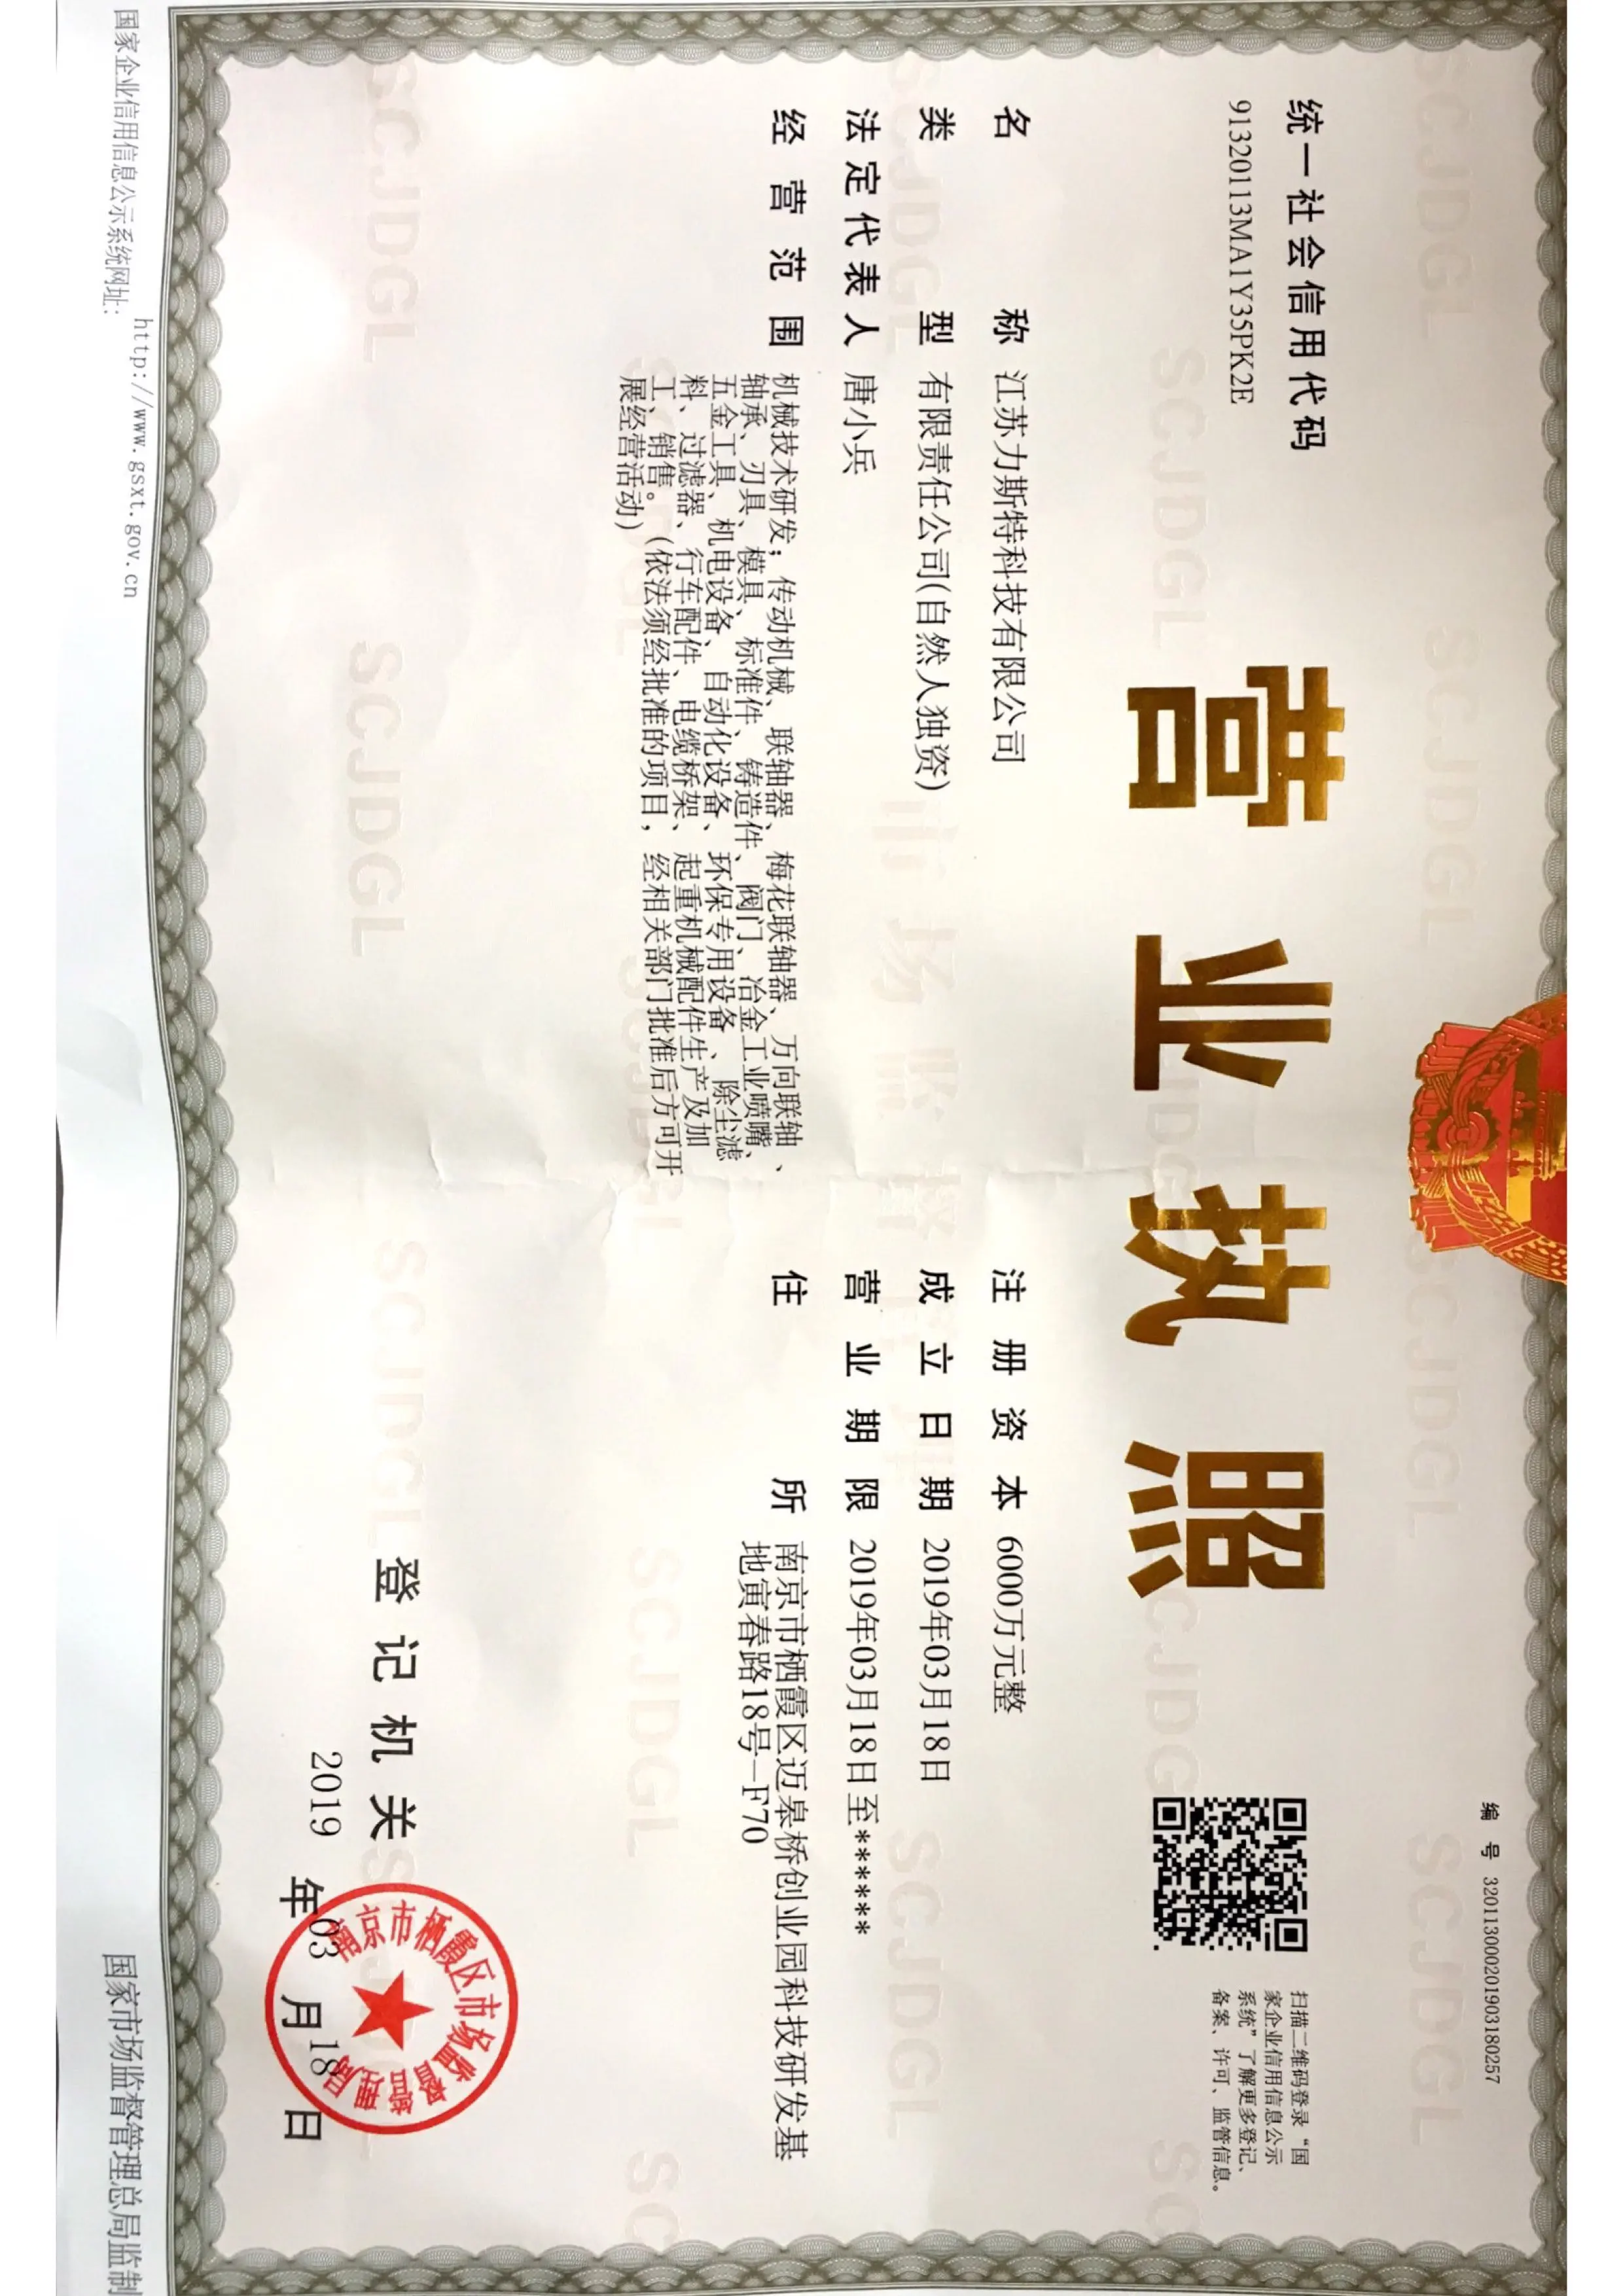 编 号 320113000201903180257
统一社会信用代码
91320113MA1Y35PK2E
营业执照
扫描二维码登录“国
家企业信用信息公示
系统”了解更多登记、
备案、许可、监管信息。
名 称 江苏力斯特科技有限公司
类 型 有限责任公司(自然人独资)
法定代表人 唐小兵
经营范围 机械技术研发；传动机械、联轴器、梅花联轴器、万向联轴、
轴承、刃具、模具、标准件、铸造件、阀门、冶金工业喷嘴、
五金工具、机电设备、自动化设备、环保专用设备、除尘滤
料、过滤器、行车配件、电缆桥架、起重机械配件生产及加
工、销售。（依法须经批准的项目，经相关部门批准后方可开
展经营活动）
注册资本 6000万元整
成立日期 2019年03月18日
营业期限 2019年03月18日至******
住 所 南京市栖霞区迈皋桥创业园科技研发基
地寅春路18号-F70
登记机关
南京市栖霞区市场监督管理局
2019 年 03 月 18 日
国家企业信用信息公示系统网址：
http://www.gsxt.gov.cn
国家市场监督管理总局监制
SCJDGL
市场监督管理